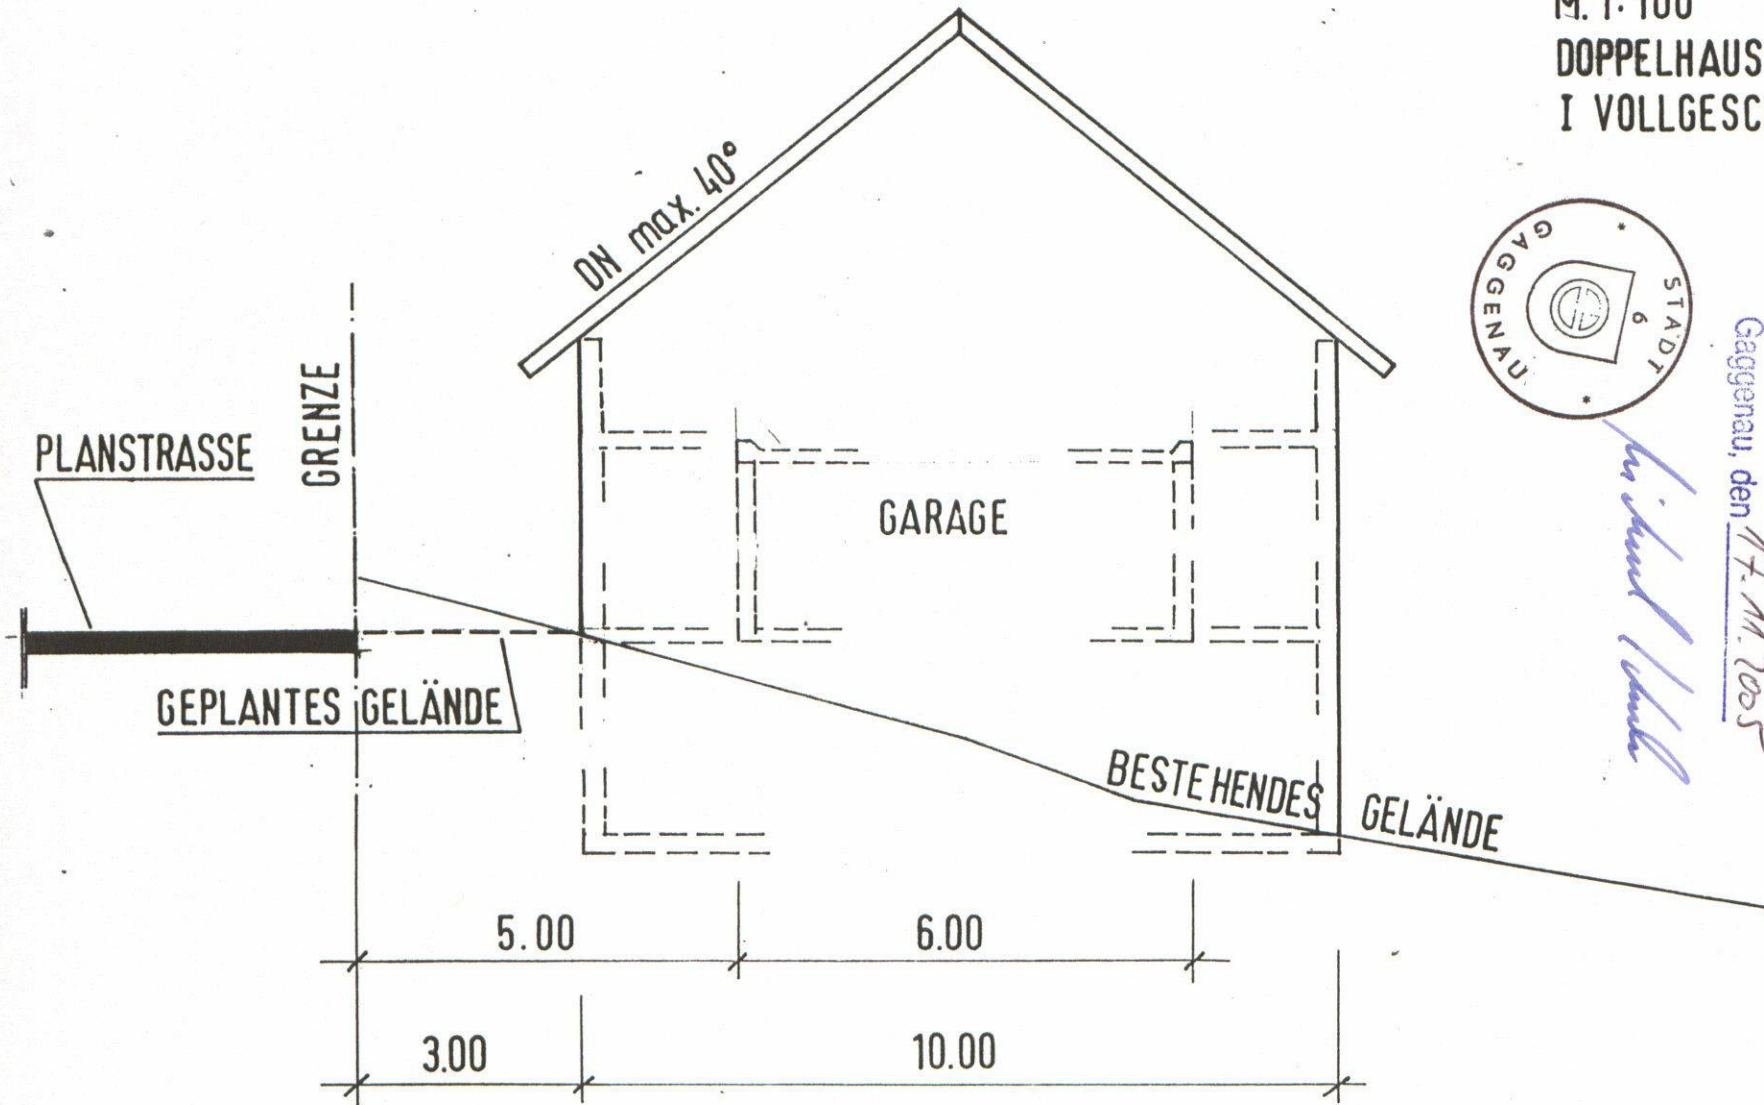 M. 1:100
DOPPELHAUS
I VOLLGESC
DN max. 40°
STADT
GAGGENAU
6
Gaggenau, den 17.11.2005
GRENZE
PLANSTRASSE
GARAGE
GEPLANTES GELÄNDE
BESTEHENDES GELÄNDE
5.00
6.00
3.00
10.00